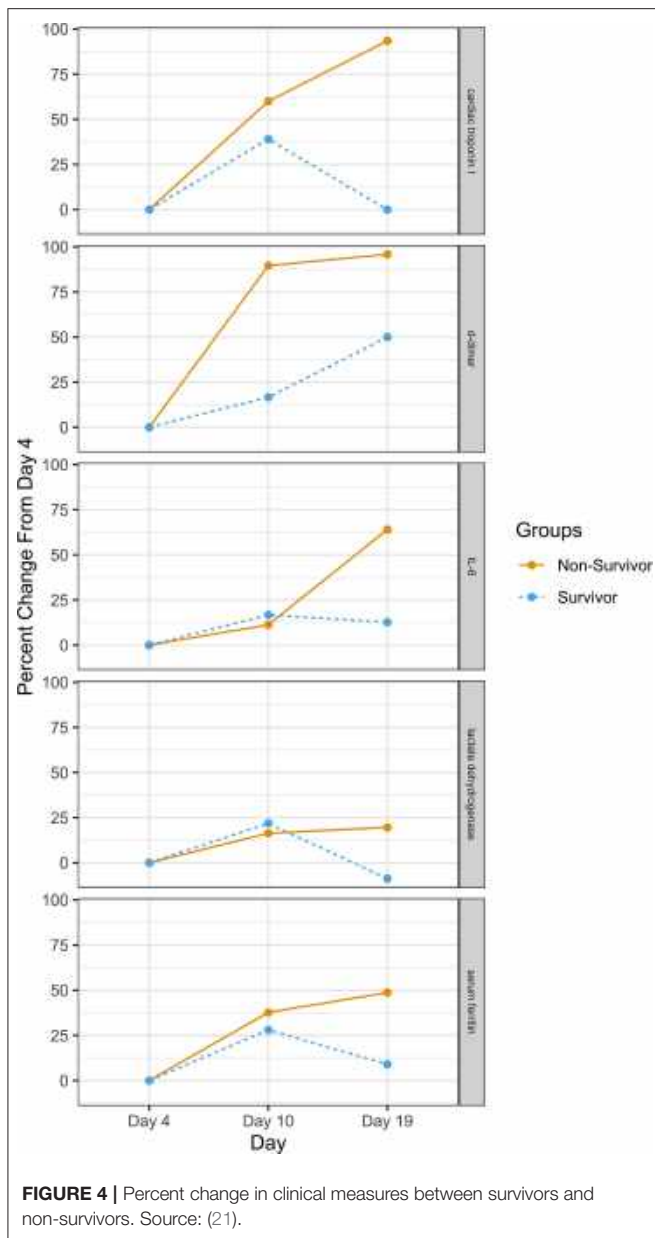 100
75
50
25
0
cardiac troponin I
100
75
50
25
0
d-dimer
100
75
50
25
0
IL-6
100
75
50
25
0
lactate dehydrogenase
100
75
50
25
0
serum ferritin
Percent Change From Day 4
Day 4 Day 10 Day 19
Day
Groups
Non-Survivor
Survivor
FIGURE 4 | Percent change in clinical measures between survivors and
non-survivors. Source: (21).